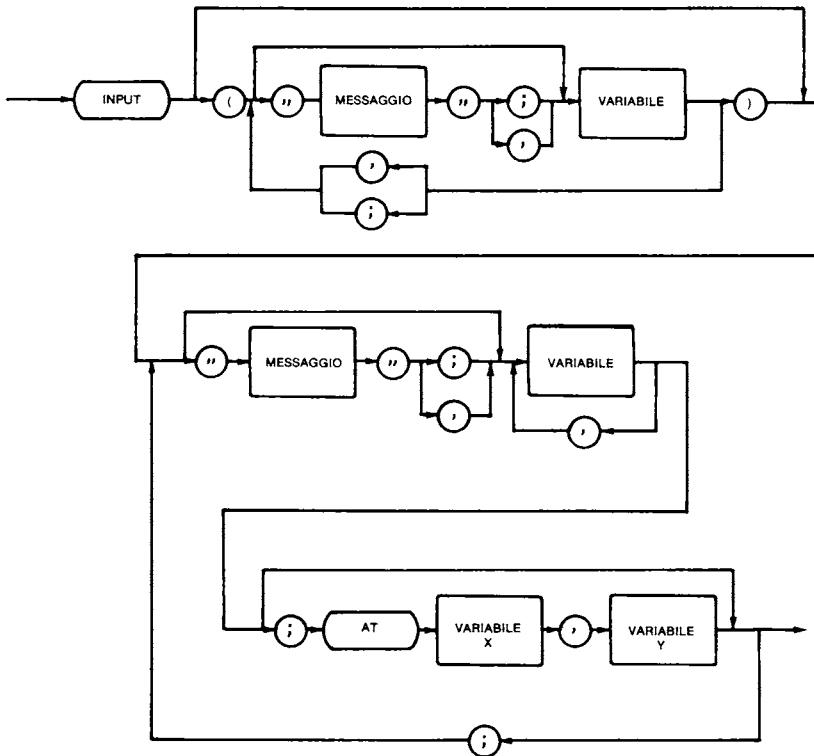 INPUT ( " MESSAGGIO " ; VARIABILE )
,
,
;
" MESSAGGIO " ; VARIABILE
, ,
; AT VARIABILE X , VARIABILE Y
;